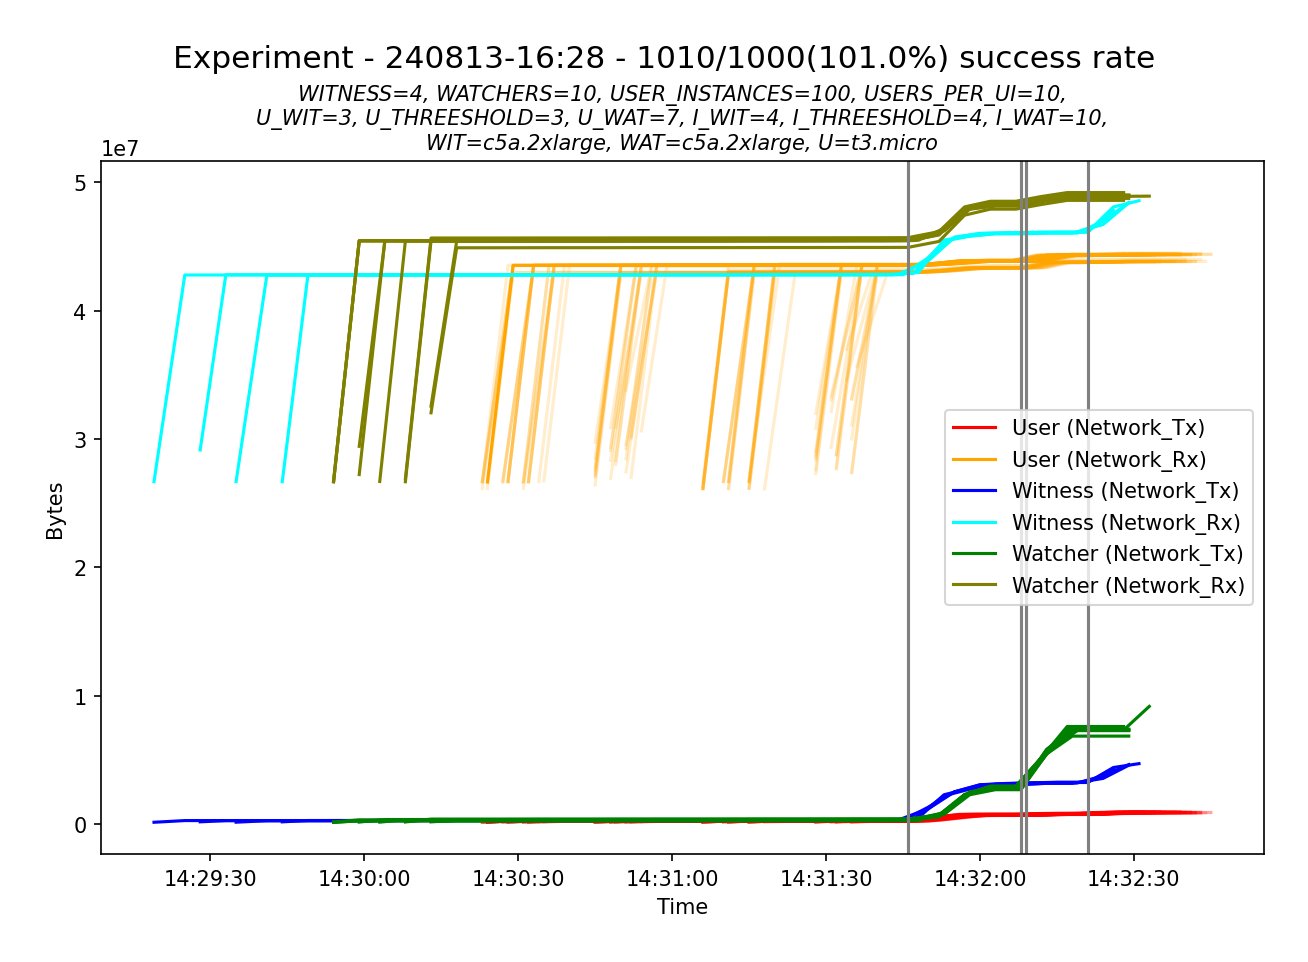 Experiment - 240813-16:28 - 1010/1000(101.0%) success rate
WITNESS=4, WATCHERS=10, USER_INSTANCES=100, USERS_PER_UI=10,
U_WIT=3, U_THREESHOLD=3, U_WAT=7, I_WIT=4, I_THREESHOLD=4, I_WAT=10,
WIT=c5a.2xlarge, WAT=c5a.2xlarge, U=t3.micro
1e7
5
4
3
2
1
0
Bytes
User (Network_Tx)
User (Network_Rx)
Witness (Network_Tx)
Witness (Network_Rx)
Watcher (Network_Tx)
Watcher (Network_Rx)
14:29:30 14:30:00 14:30:30 14:31:00 14:31:30 14:32:00 14:32:30
Time